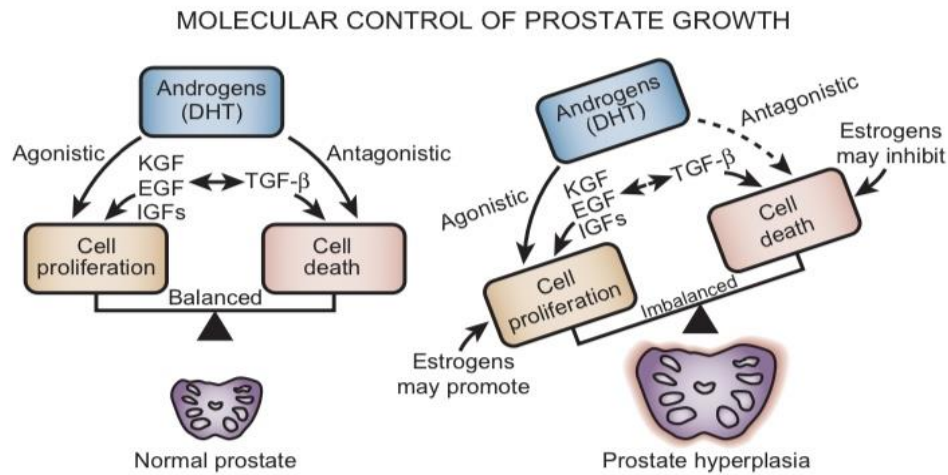 MOLECULAR CONTROL OF PROSTATE GROWTH
Androgens
(DHT)
Agonistic
Antagonistic
KGF
EGF
IGFs
TGF-β
Cell
proliferation
Cell
death
Balanced
Normal prostate
Androgens
(DHT)
Antagonistic
Estrogens
may inhibit
Agonistic
KGF
EGF
IGFs
TGF-β
Cell
death
Cell
proliferation
Imbalanced
Estrogens
may promote
Prostate hyperplasia